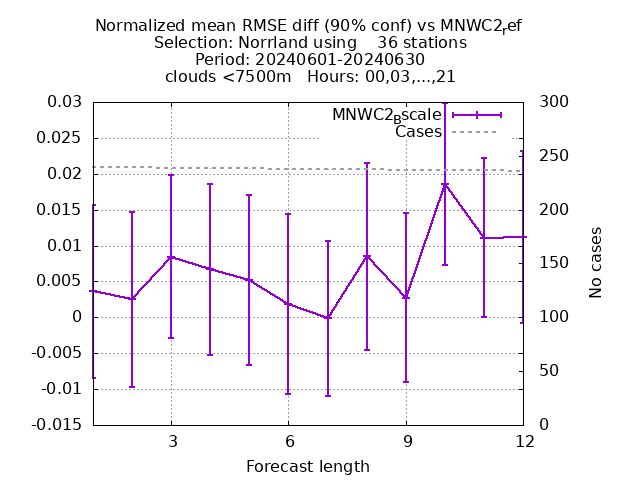 Normalized mean RMSE diff (90% conf) vs MNWC2_ref
Selection: Norrland using    36 stations
Period: 20240601-20240630
clouds <7500m   Hours: 00,03,...,21
MNWC2_Bscale
Cases
0.03
0.025
0.02
0.015
0.01
0.005
0
-0.005
-0.01
-0.015
300
250
200
150
100
50
0
No cases
3
6
9
12
Forecast length